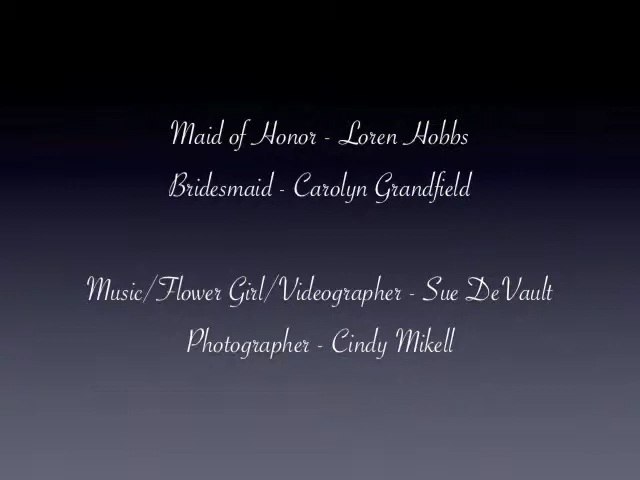 Maid of Honor - Loren Hobbs
Bridesmaid - Carolyn Grandfield
Music/Flower Girl/Videographer - Sue DeVault
Photographer - Cindy Mikell